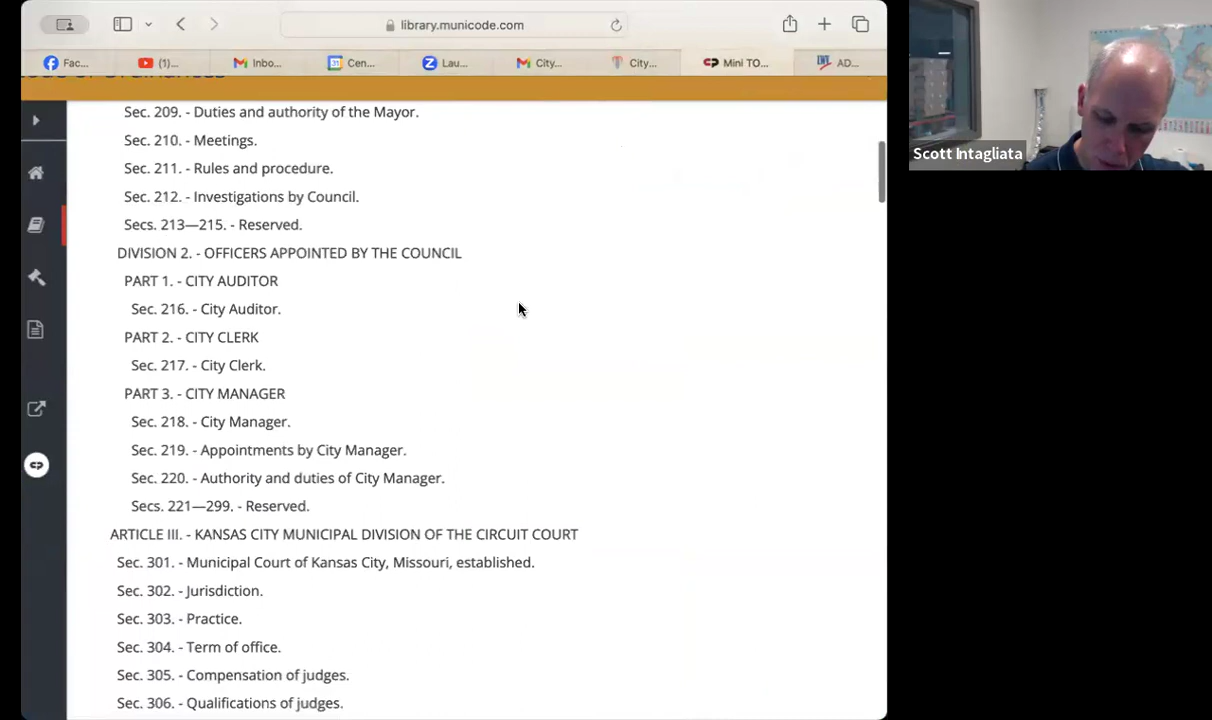 library.municode.com
Fac...
(1)...
Inbo...
Cen...
Lau...
City...
City...
Mini TO...
AD...
Sec. 209. - Duties and authority of the Mayor.
Sec. 210. - Meetings.
Sec. 211. - Rules and procedure.
Sec. 212. - Investigations by Council.
Secs. 213—215. - Reserved.
DIVISION 2. - OFFICERS APPOINTED BY THE COUNCIL
PART 1. - CITY AUDITOR
Sec. 216. - City Auditor.
PART 2. - CITY CLERK
Sec. 217. - City Clerk.
PART 3. - CITY MANAGER
Sec. 218. - City Manager.
Sec. 219. - Appointments by City Manager.
Sec. 220. - Authority and duties of City Manager.
Secs. 221—299. - Reserved.
ARTICLE III. - KANSAS CITY MUNICIPAL DIVISION OF THE CIRCUIT COURT
Sec. 301. - Municipal Court of Kansas City, Missouri, established.
Sec. 302. - Jurisdiction.
Sec. 303. - Practice.
Sec. 304. - Term of office.
Sec. 305. - Compensation of judges.
Sec. 306. - Qualifications of judges.
Scott Intagliata